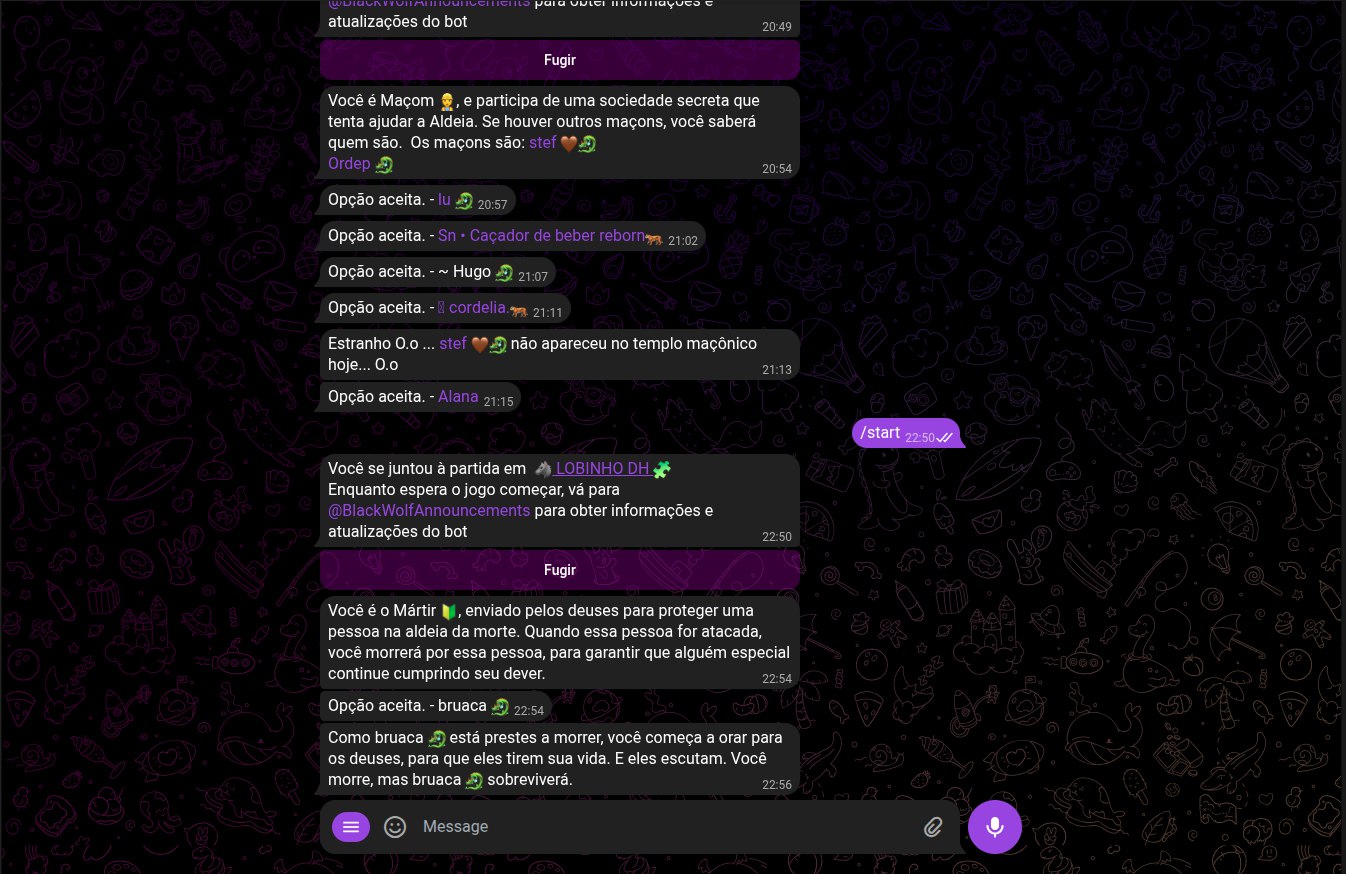 @BlackWolfAnnouncements para obter informações e
atualizações do bot
20:49
Fugir
Você é Maçom 👷, e participa de uma sociedade secreta que
tenta ajudar a Aldeia. Se houver outros maçons, você saberá
quem são.  Os maçons são: stef 🤎🐲
Ordep 🐲
20:54
Opção aceita. - lu 🐲 20:57
Opção aceita. - Sn • Caçador de beber reborn🐅 21:02
Opção aceita. - ~ Hugo 🐲 21:07
Opção aceita. - cordelia.🐅 21:11
Estranho O.o ... stef 🤎🐲 não apareceu no templo maçônico
hoje... O.o
21:13
Opção aceita. - Alana 21:15
/start 22:50
Você se juntou à partida em 🐺 LOBINHO DH 🧩
Enquanto espera o jogo começar, vá para
@BlackWolfAnnouncements para obter informações e
atualizações do bot
22:50
Fugir
Você é o Mártir 🔰, enviado pelos deuses para proteger uma
pessoa na aldeia da morte. Quando essa pessoa for atacada,
você morrerá por essa pessoa, para garantir que alguém especial
continue cumprindo seu dever.
22:54
Opção aceita. - bruaca 🐲 22:54
Como bruaca 🐲 está prestes a morrer, você começa a orar para
os deuses, para que eles tirem sua vida. E eles escutam. Você
morre, mas bruaca 🐲 sobreviverá.
22:56
Message